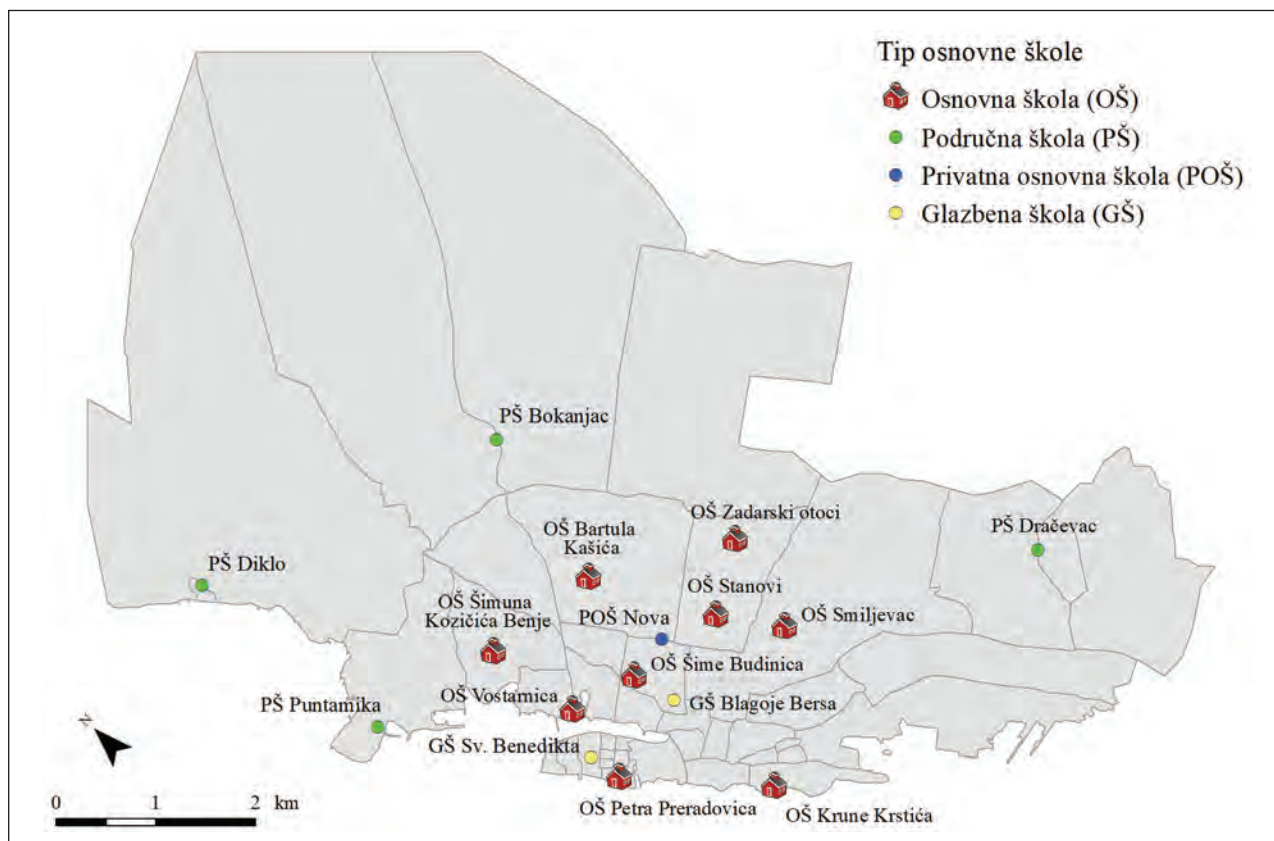 Tip osnovne škole
Osnovna škola (OŠ)
Područna škola (PŠ)
Privatna osnovna škola (POŠ)
Glazbena škola (GŠ)
PŠ Bokanjac
OŠ Zadarski otoci
PŠ Dračevac
OŠ Bartula
Kašića
PŠ Diklo
OŠ Stanovi
OŠ Šimuna
Kozičića Benje
POŠ Nova
OŠ Smiljevac
OŠ Šime Budinica
OŠ Vostarnica
GŠ Blagoje Bersa
PŠ Puntamika
N
GŠ Sv. Benedikta
0 1 2 km
OŠ Petra Preradovica
OŠ Krune Krstića